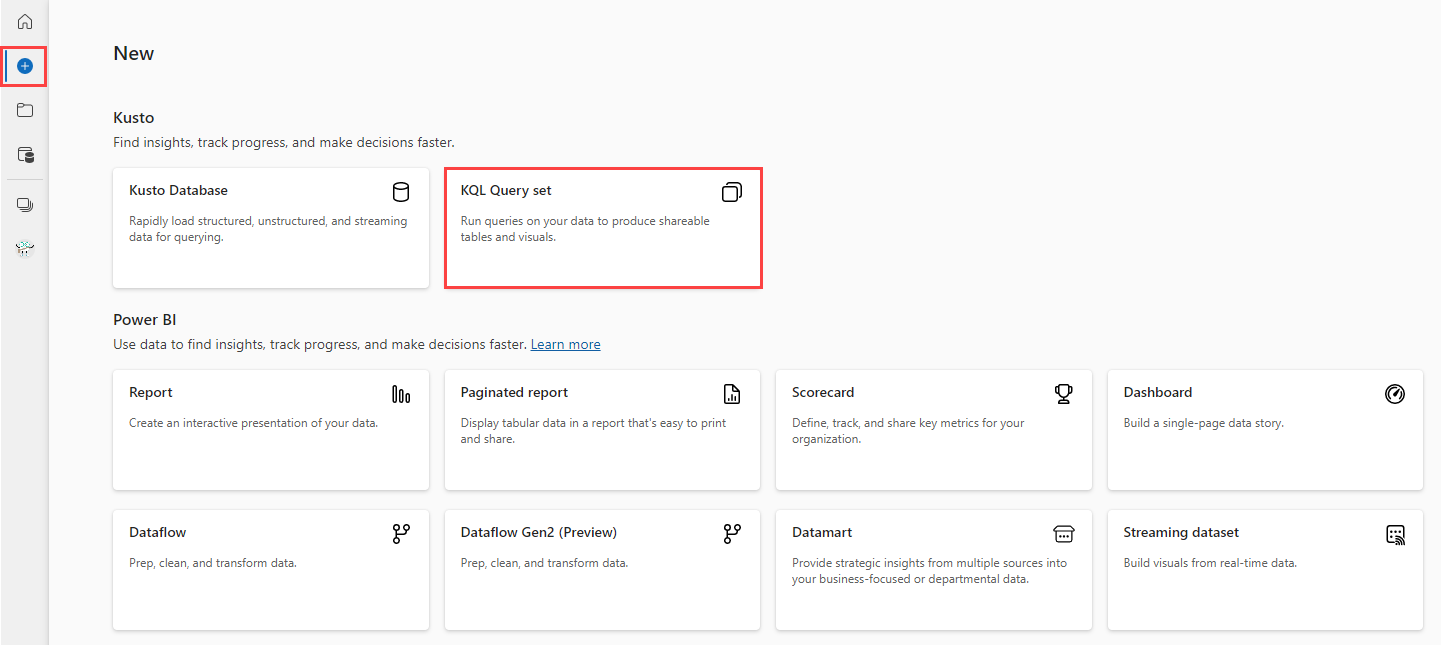 New
Kusto
Find insights, track progress, and make decisions faster.
Kusto Database
Rapidly load structured, unstructured, and streaming
data for querying.
KQL Query set
Run queries on your data to produce shareable
tables and visuals.
Power BI
Use data to find insights, track progress, and make decisions faster. Learn more
Report
Create an interactive presentation of your data.
Paginated report
Display tabular data in a report that's easy to print
and share.
Scorecard
Define, track, and share key metrics for your
organization.
Dashboard
Build a single-page data story.
Dataflow
Prep, clean, and transform data.
Dataflow Gen2 (Preview)
Prep, clean, and transform data.
Datamart
Provide strategic insights from multiple sources into
your business-focused or departmental data.
Streaming dataset
Build visuals from real-time data.